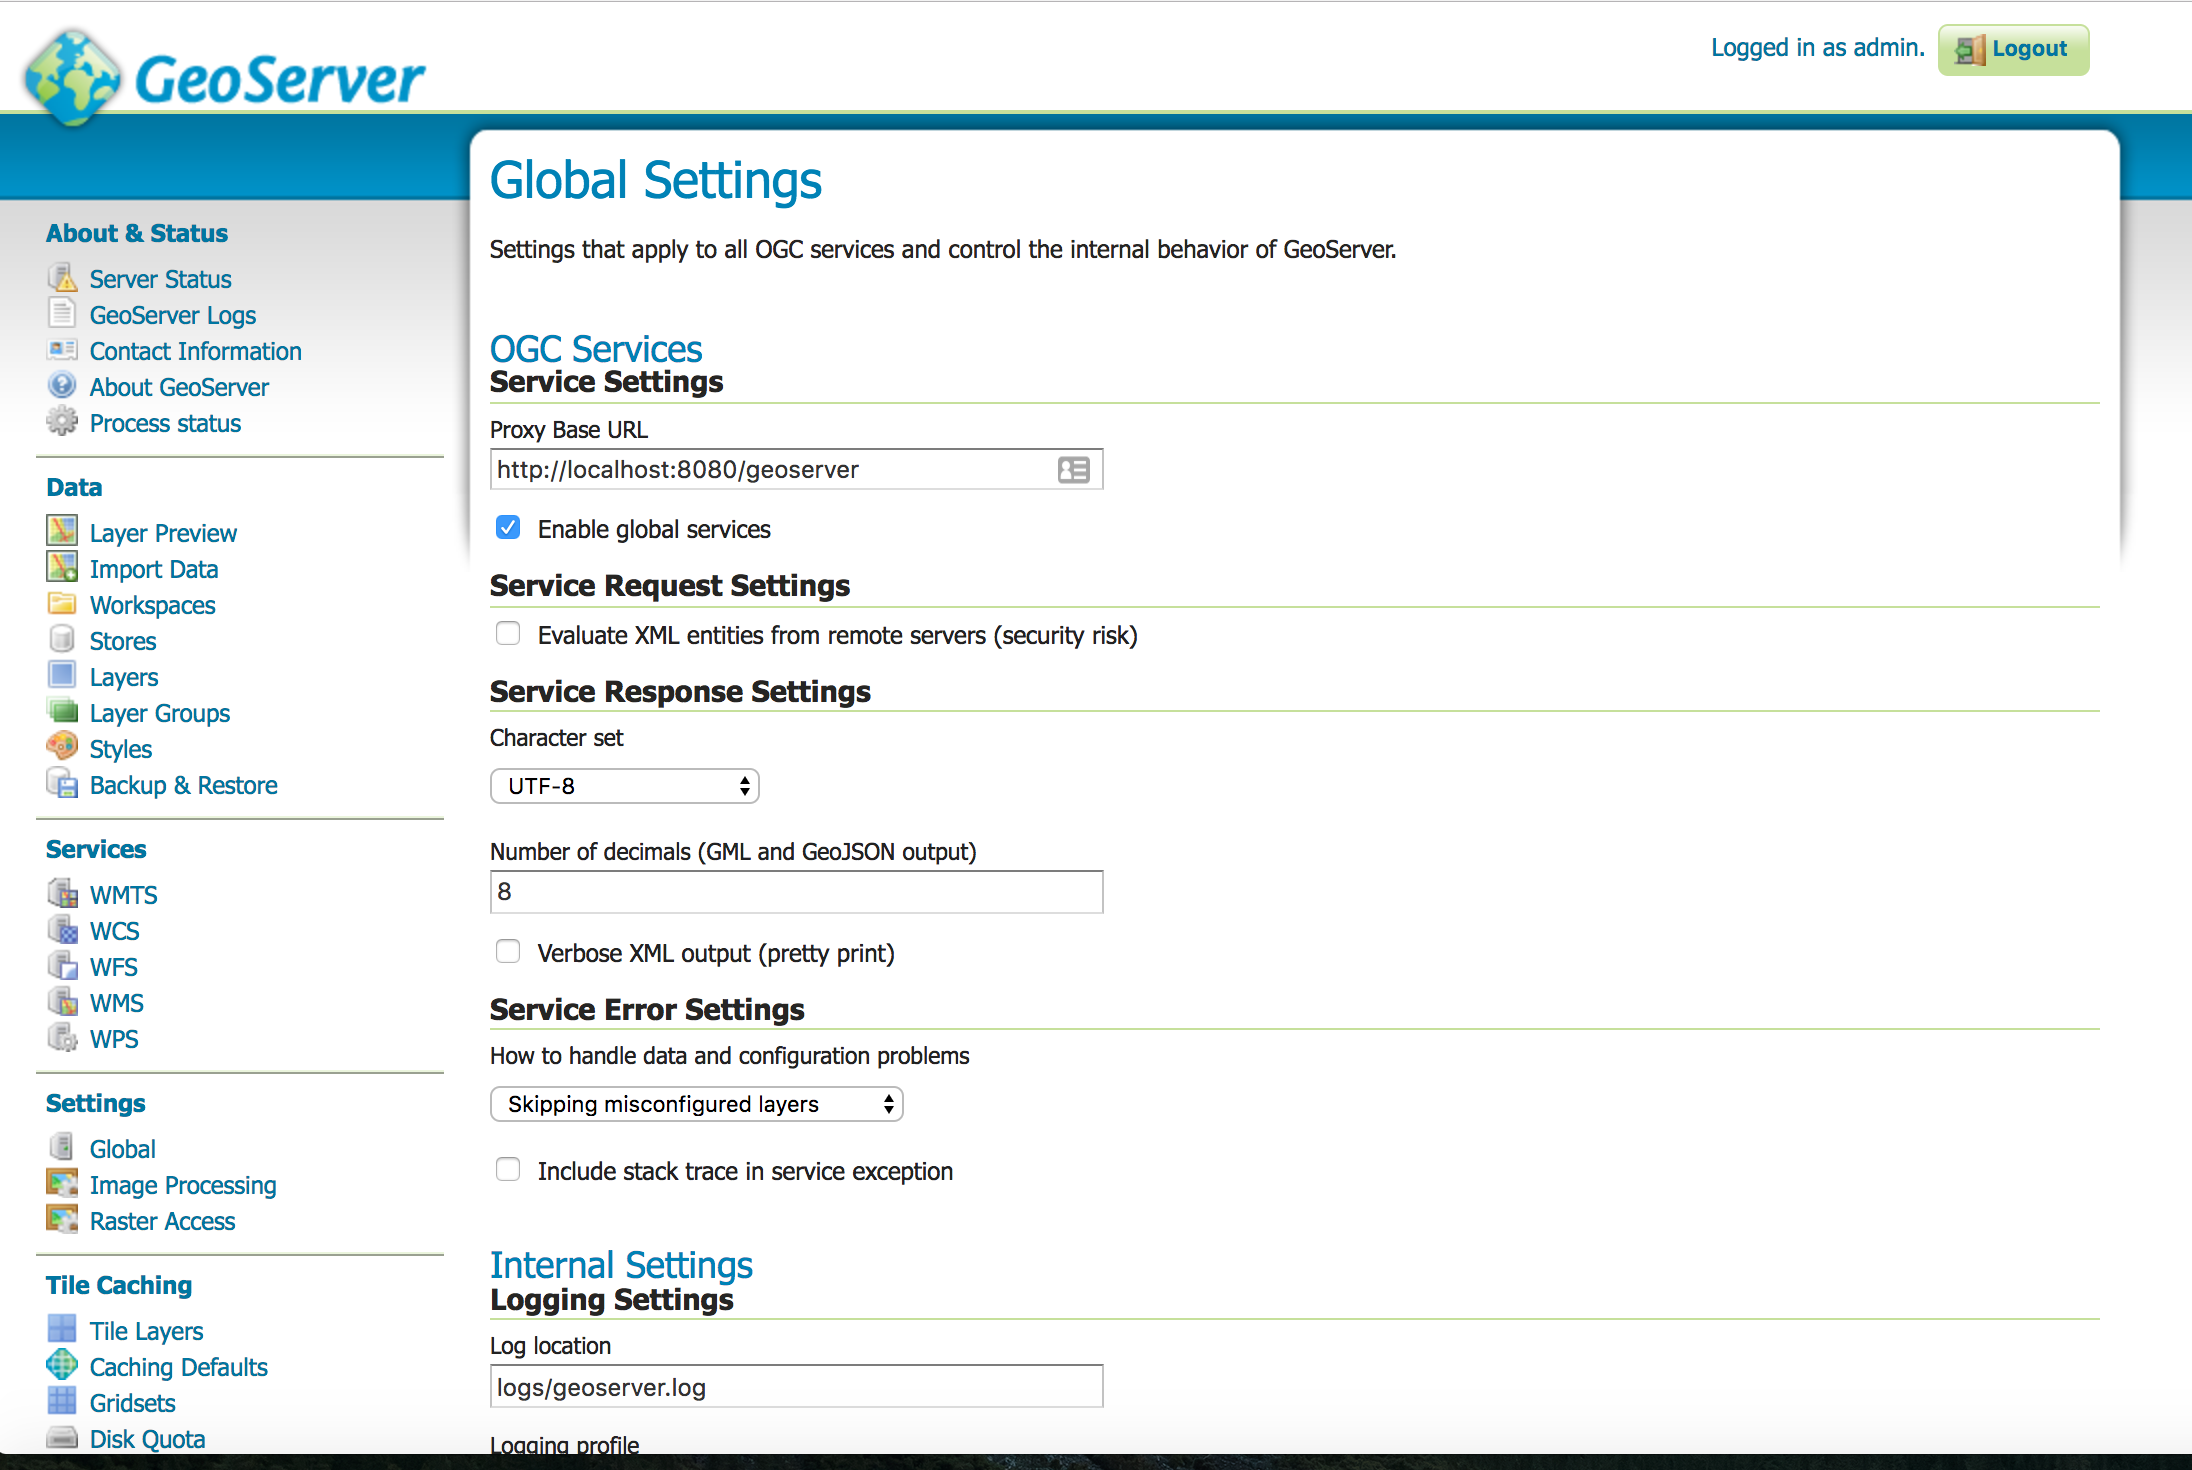 GeoServer
Logged in as admin.
Logout
About & Status
Server Status
GeoServer Logs
Contact Information
About GeoServer
Process status
Data
Layer Preview
Import Data
Workspaces
Stores
Layers
Layer Groups
Styles
Backup & Restore
Services
WMTS
WCS
WFS
WMS
WPS
Settings
Global
Image Processing
Raster Access
Tile Caching
Tile Layers
Caching Defaults
Gridsets
Disk Quota
Global Settings
Settings that apply to all OGC services and control the internal behavior of GeoServer.
OGC Services
Service Settings
Proxy Base URL
http://localhost:8080/geoserver
Enable global services
Service Request Settings
Evaluate XML entities from remote servers (security risk)
Service Response Settings
Character set
UTF-8
Number of decimals (GML and GeoJSON output)
8
Verbose XML output (pretty print)
Service Error Settings
How to handle data and configuration problems
Skipping misconfigured layers
Include stack trace in service exception
Internal Settings
Logging Settings
Log location
logs/geoserver.log
Logging profile